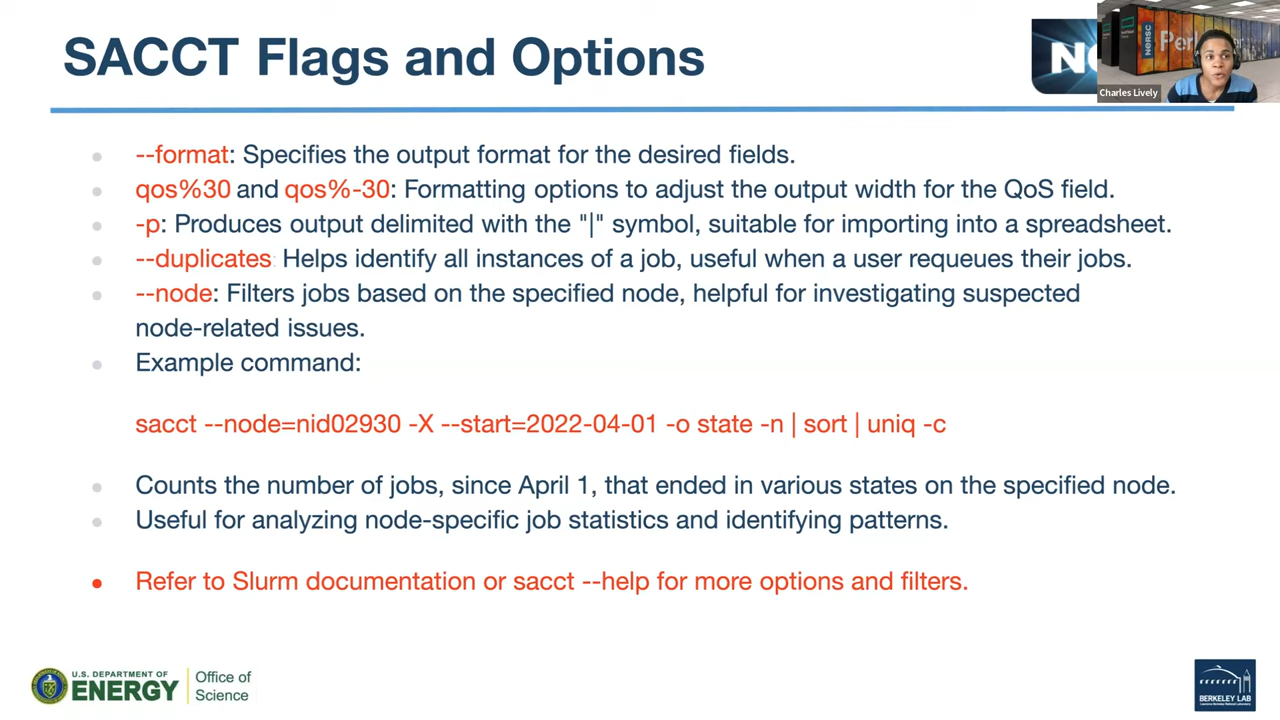 SACCT Flags and Options
Charles Lively
--format: Specifies the output format for the desired fields.
qos%30 and qos%-30: Formatting options to adjust the output width for the QoS field.
-p: Produces output delimited with the "|" symbol, suitable for importing into a spreadsheet.
--duplicates: Helps identify all instances of a job, useful when a user requeues their jobs.
--node: Filters jobs based on the specified node, helpful for investigating suspected
node-related issues.
Example command:
sacct --node=nid02930 -X --start=2022-04-01 -o state -n | sort | uniq -c
Counts the number of jobs, since April 1, that ended in various states on the specified node.
Useful for analyzing node-specific job statistics and identifying patterns.
Refer to Slurm documentation or sacct --help for more options and filters.
U.S. DEPARTMENT OF
ENERGY
Office of
Science
BERKELEY LAB